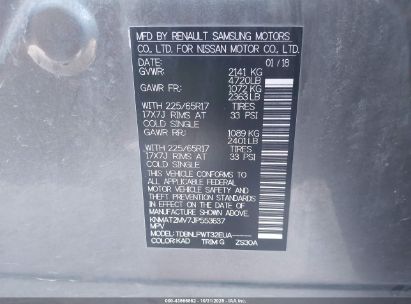 MFD BY RENAULT SAMSUNG MOTORS
CO., LTD. FOR NISSAN MOTOR CO., LTD.
DATE: 01/18
GVWR: 2141 KG
4720LB
GAWR FR: 1072 KG
2363LB
WITH 225/65R17 TIRES
17X7J RIMS AT 33 PSI
COLD SINGLE
GAWR RR: 1089 KG
2401LB
WITH 225/65R17 TIRES
17X7J RIMS AT 33 PSI
COLD SINGLE
THIS VEHICLE CONFORMS TO ALL
APPLICABLE FEDERAL MOTOR
VEHICLE SAFETY STANDARDS IN
EFFECT ON THE DATE OF
MANUFACTURE SHOWN ABOVE.
KNMAT2MV7JP553637
MPV
MODEL: TDBNLPWT32EUA
COLOR:KAD TRIM:G ZS30A